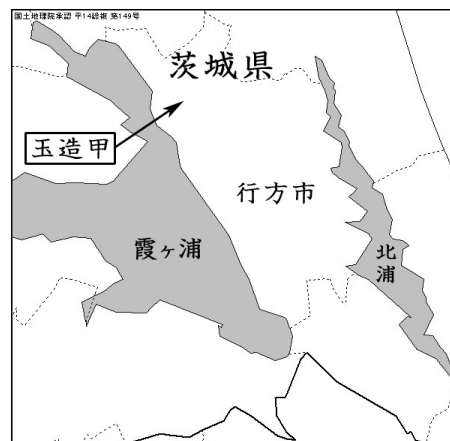 国土地理院承認 平14総複 第149号
茨城県
玉造甲
行方市
霞ヶ浦
北
浦